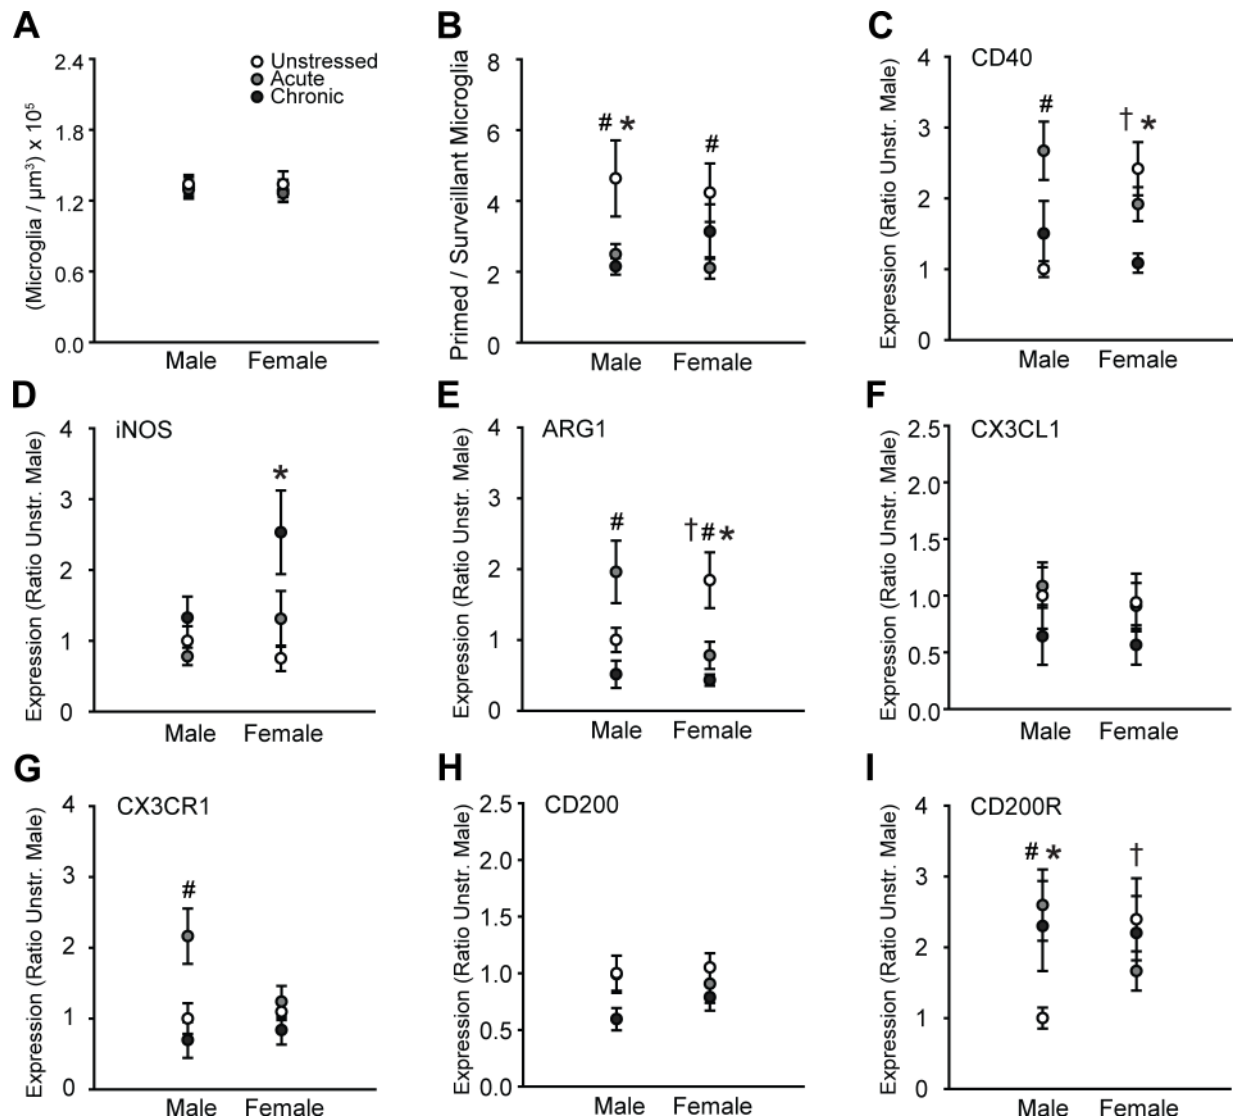 A
(Microglia / μm³) x 10⁵
2.4
1.8
1.2
0.6
0.0
Unstressed
Acute
Chronic
Male Female
B
Primed / Surveillant Microglia
8
6
4
2
0
# *
#
Male Female
C
CD40
Expression (Ratio Unstr. Male)
4
3
2
1
0
#
† *
Male Female
D
iNOS
Expression (Ratio Unstr. Male)
4
3
2
1
0
*
Male Female
E
ARG1
Expression (Ratio Unstr. Male)
4
3
2
1
0
#
†#*
Male Female
F
CX3CL1
Expression (Ratio Unstr. Male)
2.5
2.0
1.5
1.0
0.5
0.0
Male Female
G
CX3CR1
Expression (Ratio Unstr. Male)
4
3
2
1
0
#
Male Female
H
CD200
Expression (Ratio Unstr. Male)
2.5
2.0
1.5
1.0
0.5
0.0
Male Female
I
CD200R
Expression (Ratio Unstr. Male)
4
3
2
1
0
# *
†
Male Female